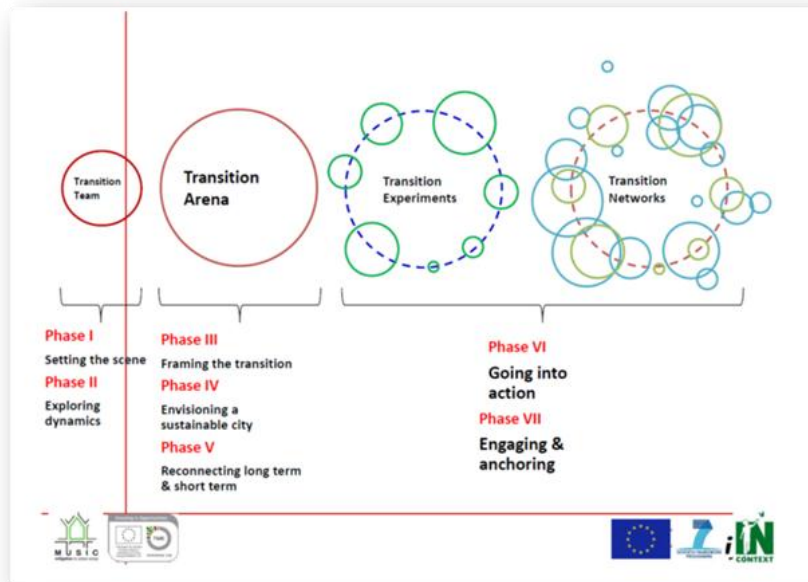 Transition
Team
Transition
Arena
Transition
Experiments
Transition
Networks
Phase I
Setting the scene
Phase II
Exploring
dynamics
Phase III
Framing the transition
Phase IV
Envisioning a
sustainable city
Phase V
Reconnecting long term
& short term
Phase VI
Going into
action
Phase VII
Engaging &
anchoring
MUSIC
iN
CONTEXT